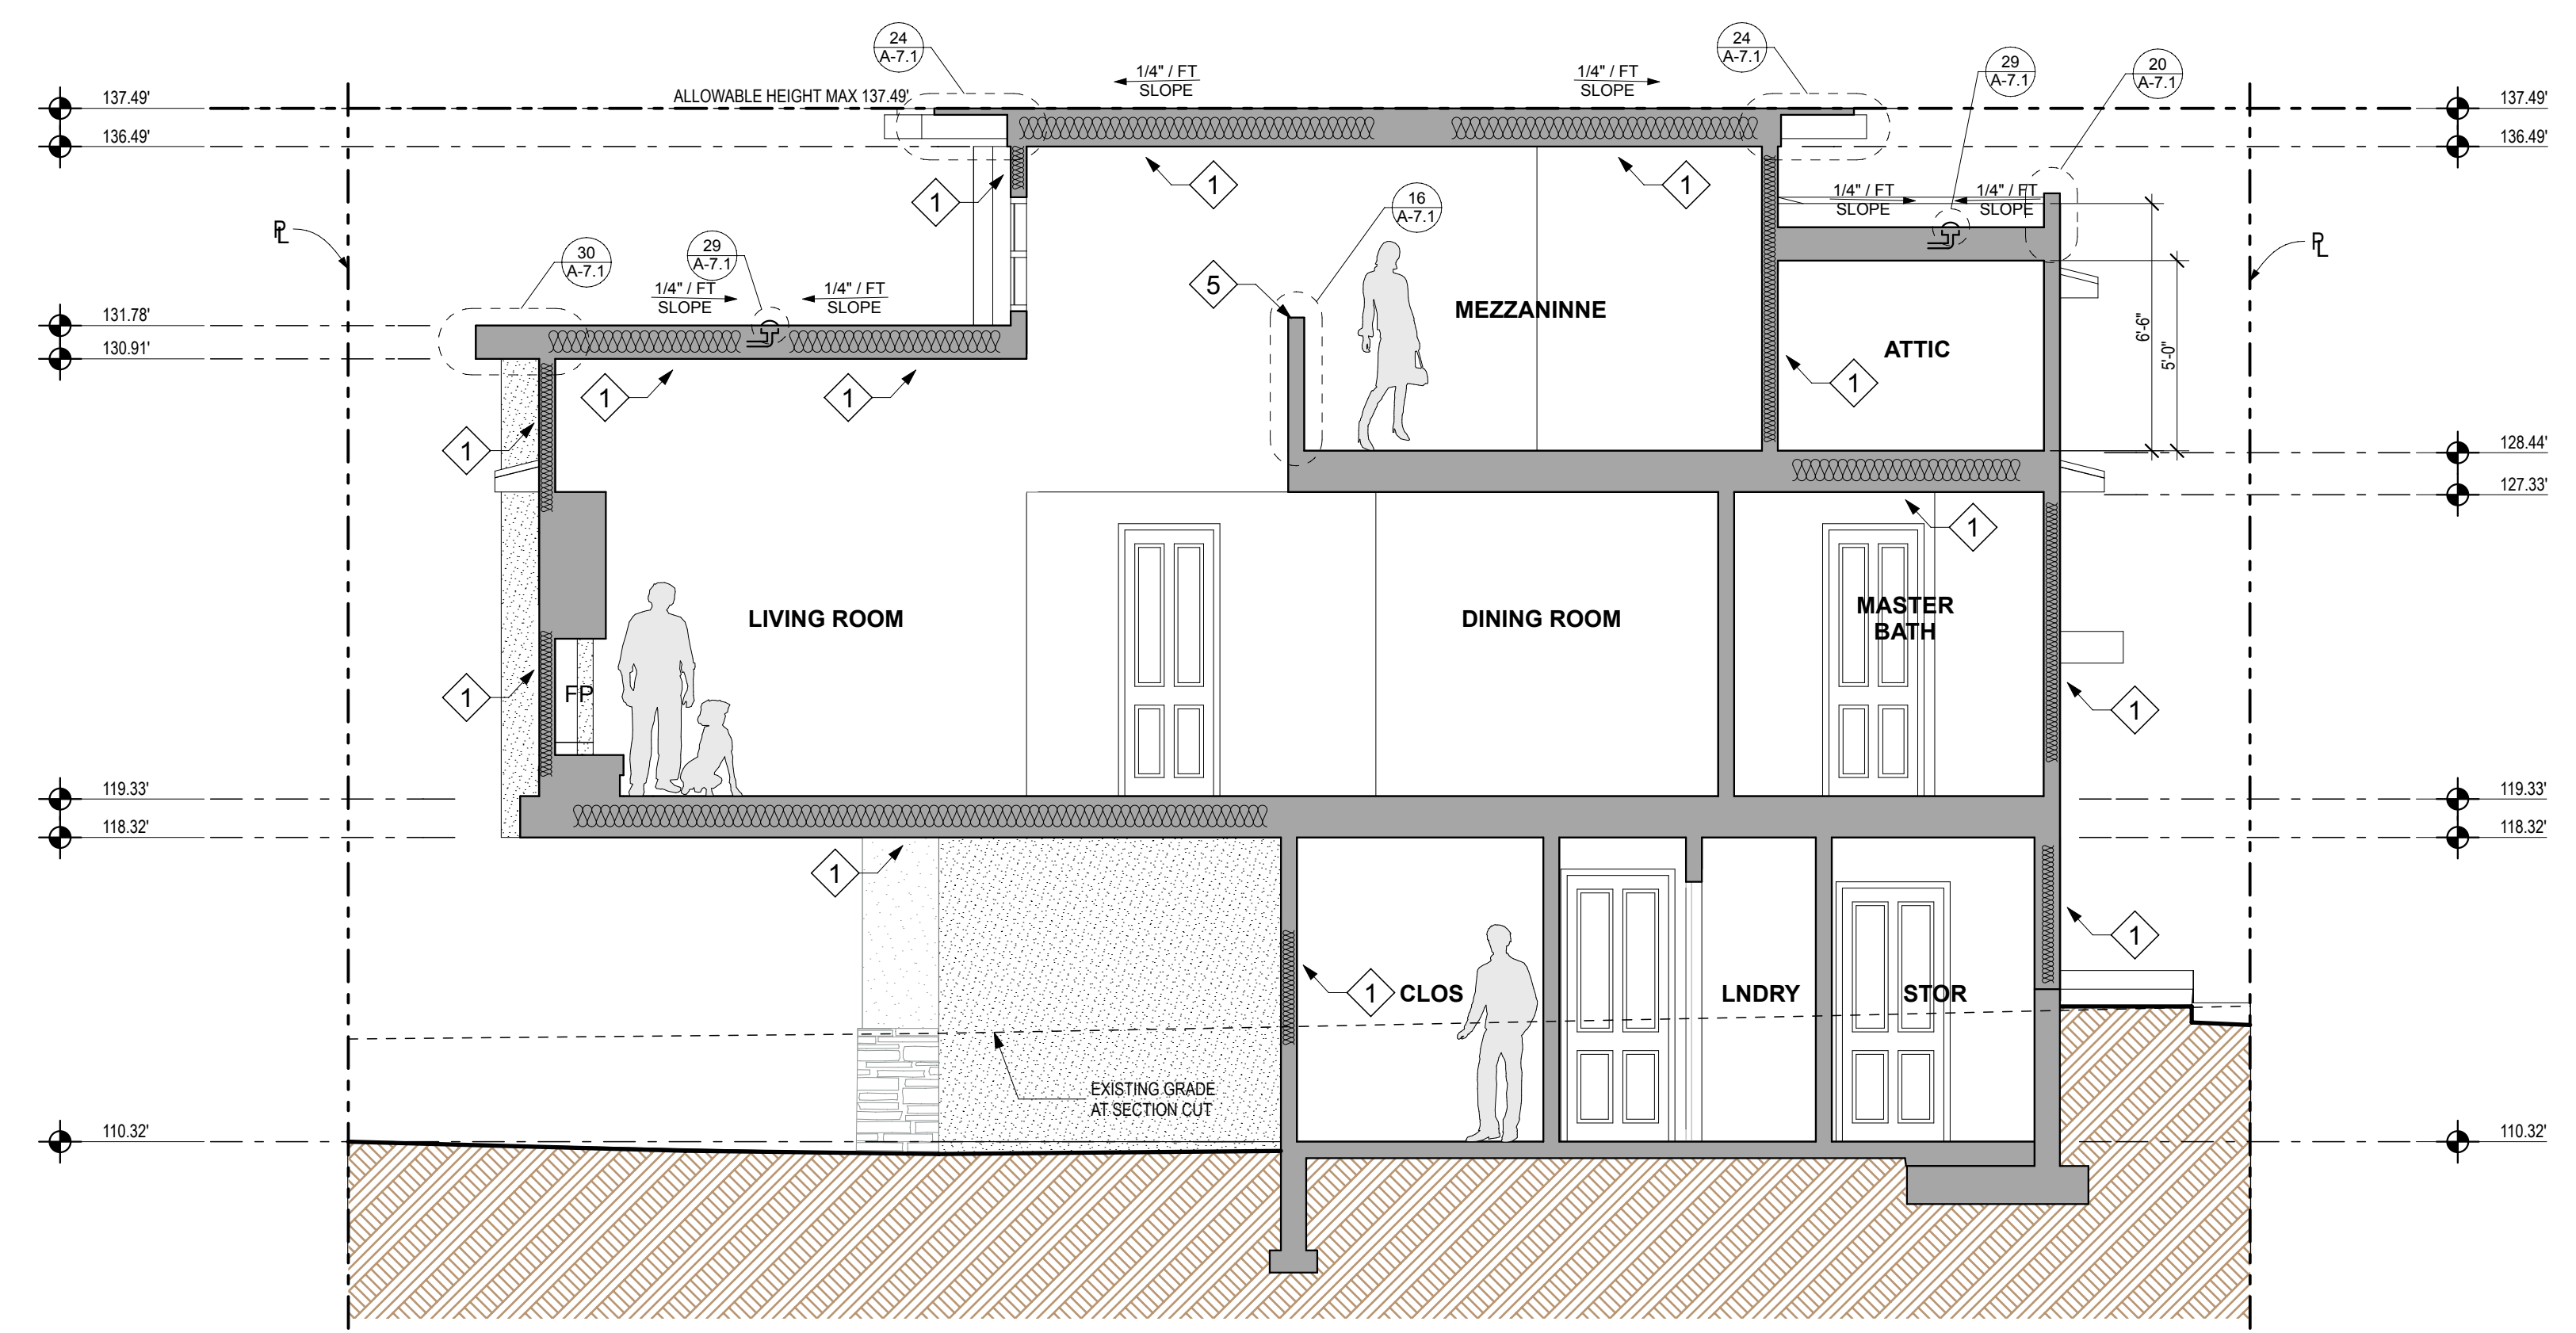 24
A-7.1
24
A-7.1
29
A-7.1
20
A-7.1
1/4" / FT
SLOPE
1/4" / FT
SLOPE
137.49'
ALLOWABLE HEIGHT MAX 137.49'
137.49'
136.49'
136.49'
1
1
1
1/4" / FT
SLOPE
1/4" / FT
SLOPE
16
A-7.1
PL
PL
30
A-7.1
29
A-7.1
1/4" / FT
SLOPE
1/4" / FT
SLOPE
5
MEZZANINNE
131.78'
130.91'
ATTIC
6'-6"
5'-0"
1
1
1
1
128.44'
127.33'
1
LIVING ROOM
DINING ROOM
MASTER
BATH
FP
1
1
119.33'
119.33'
118.32'
118.32'
1
1
1
CLOS
LNDRY
STOR
EXISTING GRADE
AT SECTION CUT
110.32'
110.32'